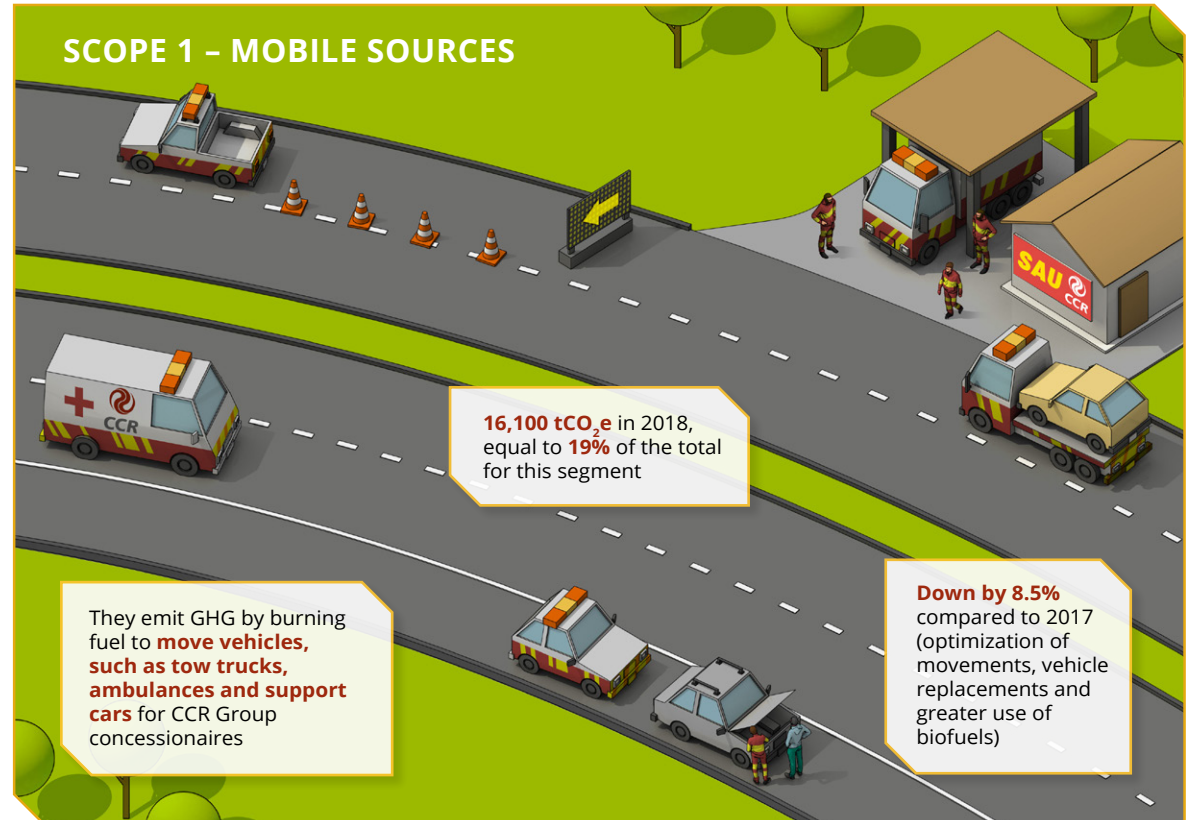 SCOPE 1 – MOBILE SOURCES
SAU
CCR
CCR
16,100 tCO₂e in 2018,
equal to 19% of the total
for this segment
They emit GHG by burning
fuel to move vehicles,
such as tow trucks,
ambulances and support
cars for CCR Group
concessionaires
Down by 8.5%
compared to 2017
(optimization of
movements, vehicle
replacements and
greater use of
biofuels)